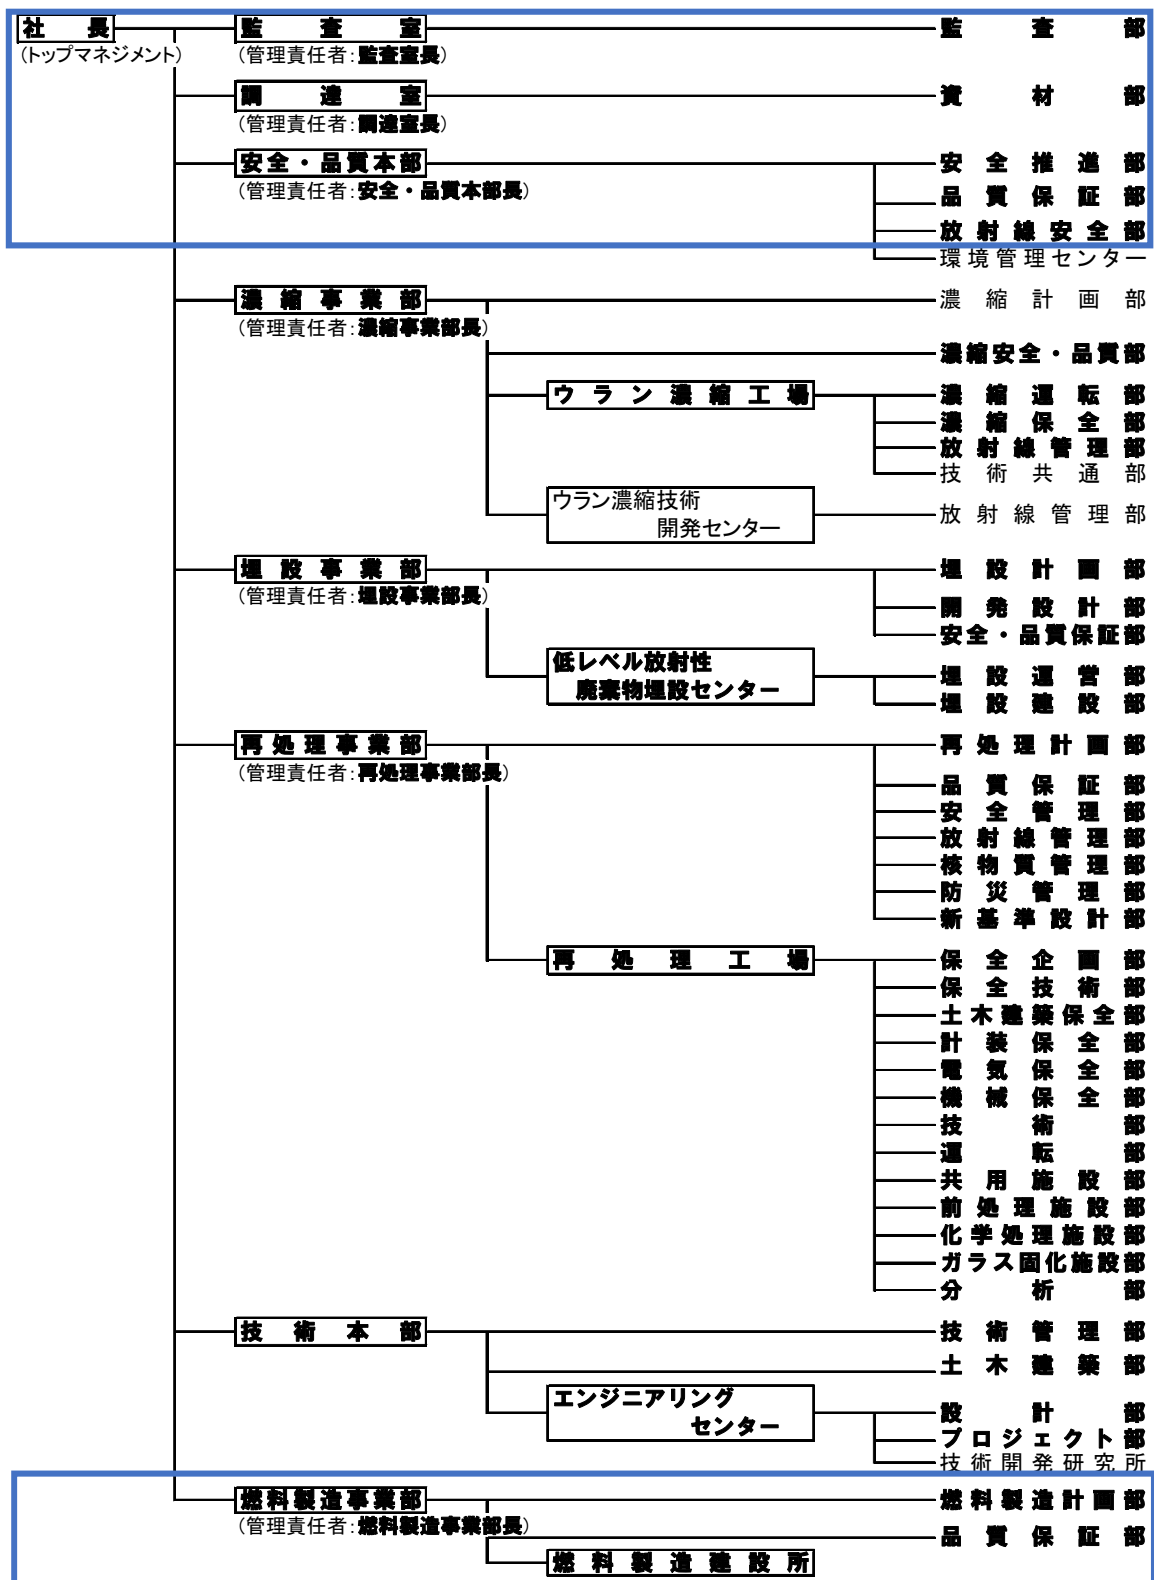 社長 監査室 監査部
(トップマネジメント) (管理責任者:監査室長)
調達室 資材部
(管理責任者:調達室長)
安全・品質本部 安全推進部
(管理責任者:安全・品質本部長) 品質保証部
放射線安全部
環境管理センター
濃縮事業部 濃縮計画部
(管理責任者:濃縮事業部長)
濃縮安全・品質部
ウラン濃縮工場 濃縮運転部
濃縮保全部
放射線管理部
技術共通部
ウラン濃縮技術
開発センター 放射線管理部
埋設事業部 埋設計画部
(管理責任者:埋設事業部長)
開発設計部
安全・品質保証部
低レベル放射性
廃棄物埋設センター 埋設運営部
埋設建設部
再処理事業部 再処理計画部
(管理責任者:再処理事業部長)
品質保証部
安全管理部
放射線管理部
核物質管理部
防災管理部
新基準設計部
再処理工場 保全企画部
保全技術部
土木建築保全部
計装保全部
電気保全部
機械保全部
技術部
運転部
共用施設部
前処理施設部
化学処理施設部
ガラス固化施設部
分析部
技術本部 技術管理部
土木建築部
エンジニアリング
センター 設計部
プロジェクト部
技術開発研究所
燃料製造事業部 燃料製造計画部
(管理責任者:燃料製造事業部長)
品質保証部
燃料製造建設所